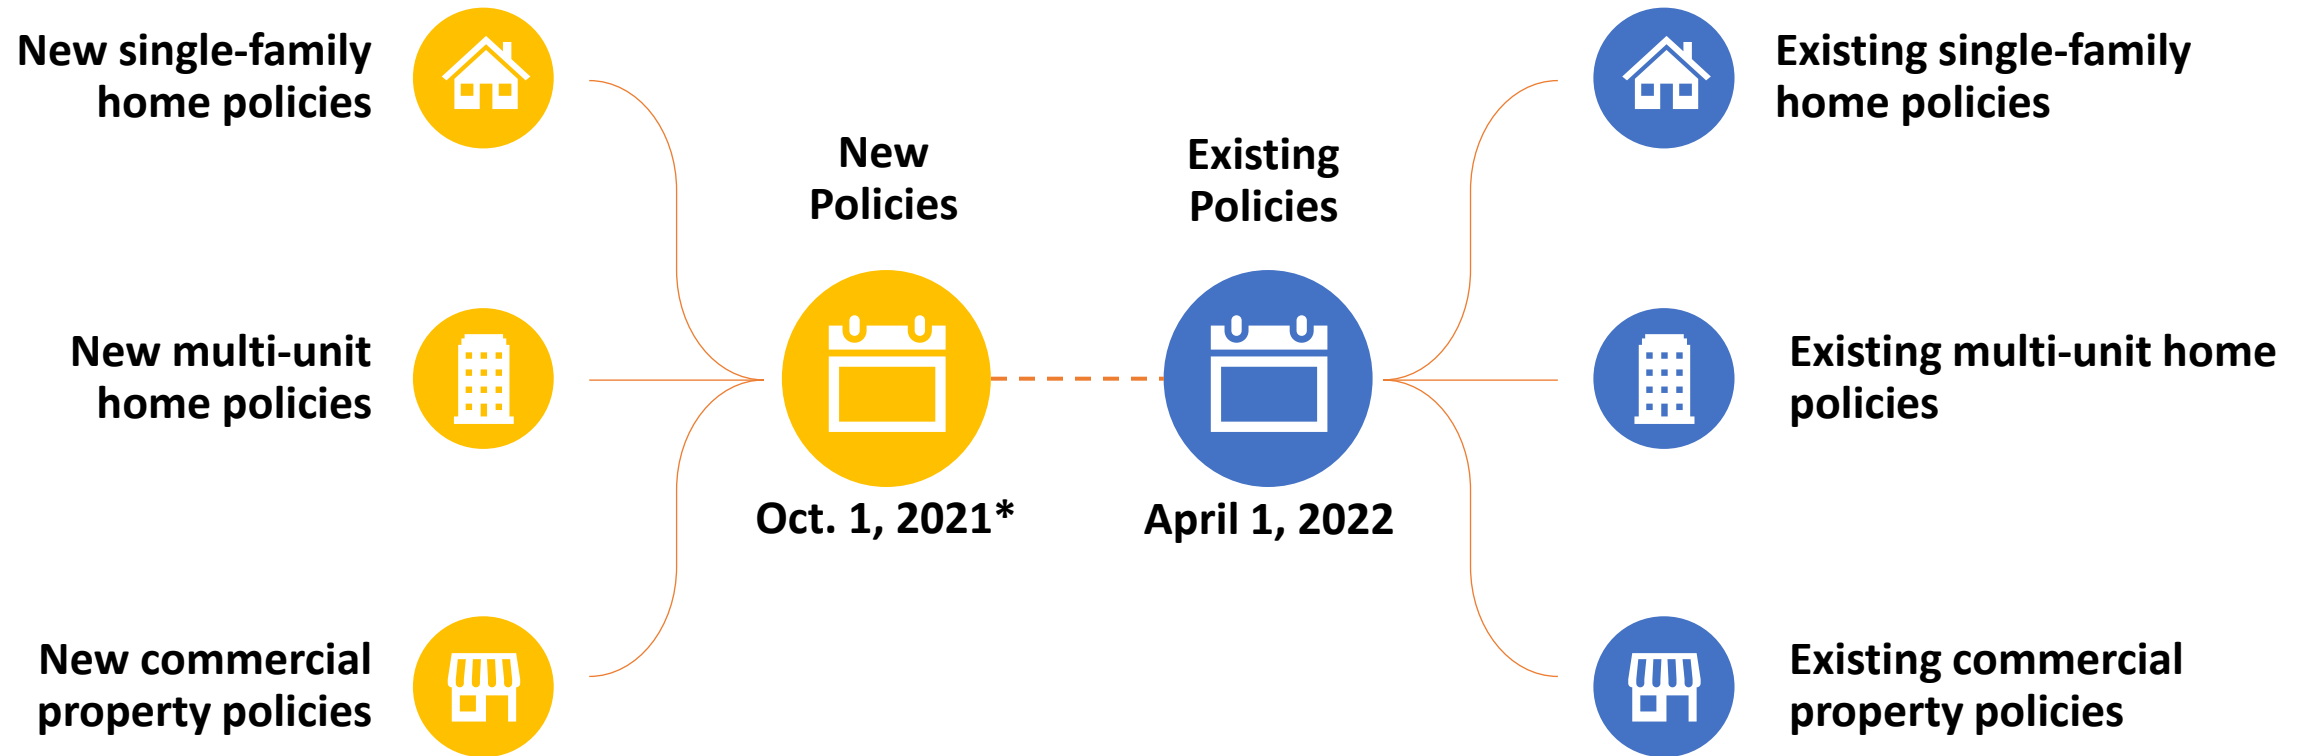 New single-family
home policies
New multi-unit
home policies
New commercial
property policies
New
Policies
Oct. 1, 2021*
Existing
Policies
April 1, 2022
Existing single-family
home policies
Existing multi-unit home
policies
Existing commercial
property policies